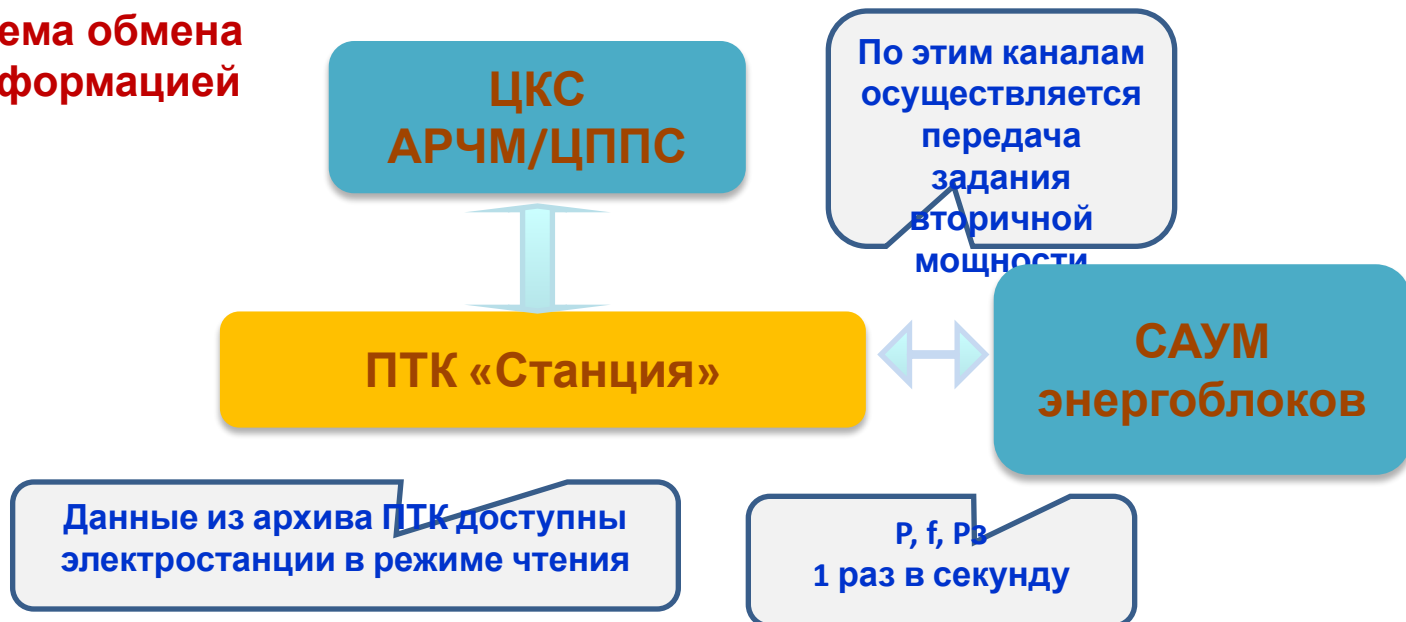 ема обмена
формацией
ЦКС
АРЧМ/ЦППС
По этим каналам
осуществляется
передача
задания
вторичной
мощности
ПТК «Станция»
САУМ
энергоблоков
Данные из архива ПТК доступны
электростанции в режиме чтения
P, f, Pз
1 раз в секунду